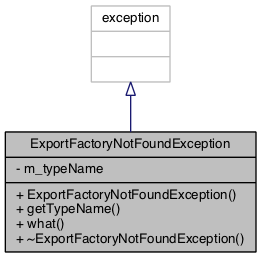 exception
ExportFactoryNotFoundException
- m_typeName
+ ExportFactoryNotFoundException()
+ getTypeName()
+ what()
+ ~ExportFactoryNotFoundException()